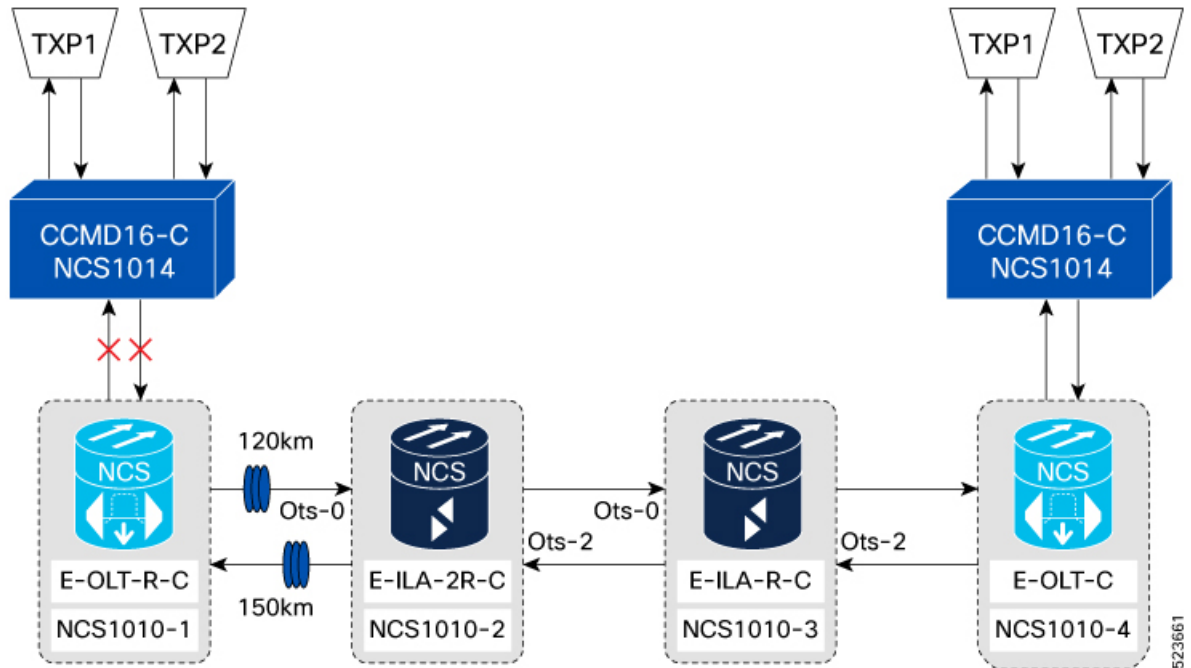 TXP1
TXP2
TXP1
TXP2
CCMD16-C
NCS1014
CCMD16-C
NCS1014
120km
NCS
NCS
NCS
NCS
Ots-0
Ots-0
Ots-2
Ots-2
150km
E-OLT-R-C
E-ILA-2R-C
E-ILA-R-C
E-OLT-C
NCS1010-1
NCS1010-2
NCS1010-3
NCS1010-4
523661